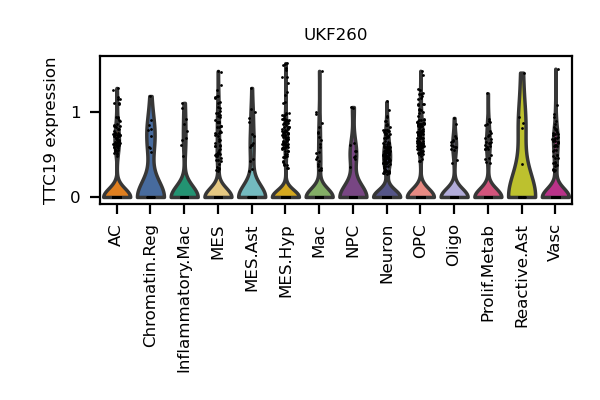 UKF260
TTC19 expression
1
0
AC
Chromatin.Reg
Inflammatory.Mac
MES
MES.Ast
MES.Hyp
Mac
NPC
Neuron
OPC
Oligo
Prolif.Metab
Reactive.Ast
Vasc